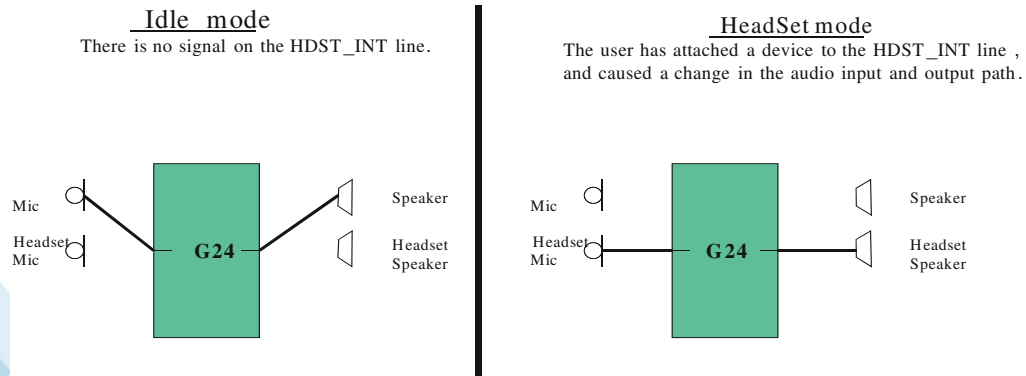 Idle mode
There is no signal on the HDST_INT line.
Mic
Headset
Mic
G24
Speaker
Headset
Speaker
HeadSet mode
The user has attached a device to the HDST_INT line ,
and caused a change in the audio input and output path.
Mic
Headset
Mic
G24
Speaker
Headset
Speaker